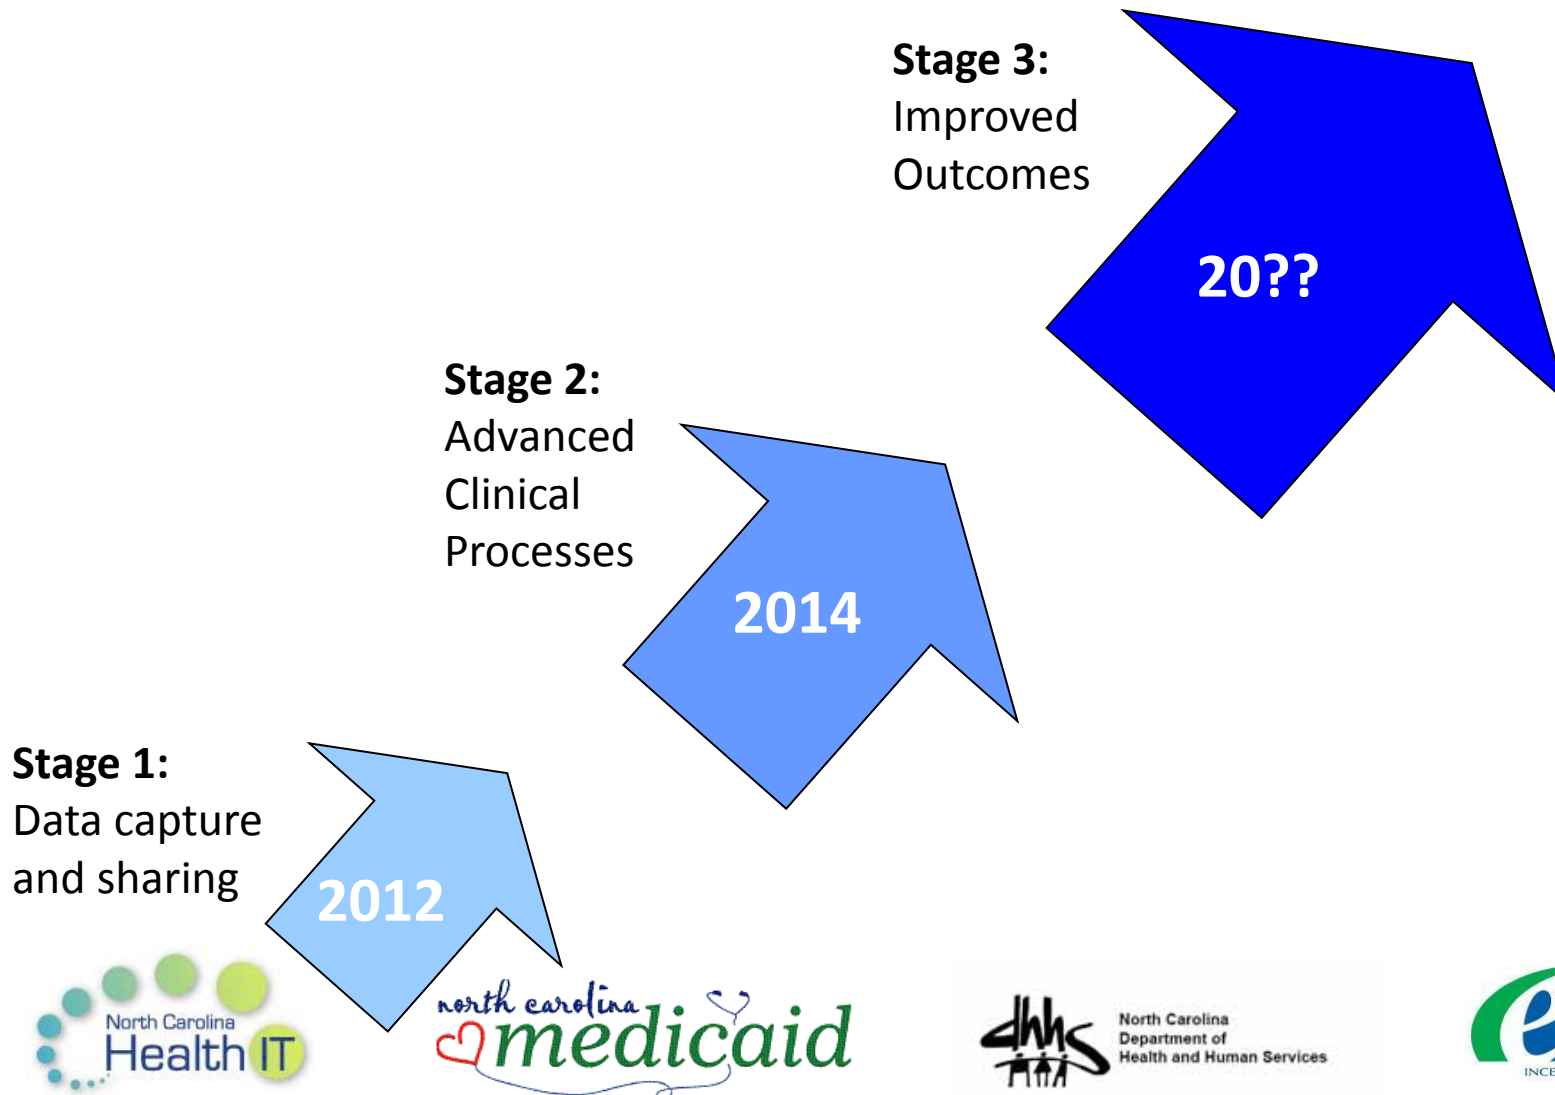 Stage 3:
Improved
Outcomes
20??
Stage 2:
Advanced
Clinical
Processes
2014
Stage 1:
Data capture
and sharing
2012
North Carolina
Health IT
north carolina
medicaid
dhhs
North Carolina
Department of
Health and Human Services